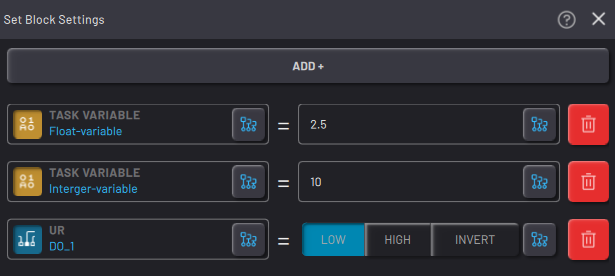 Set Block Settings
ADD +
TASK VARIABLE
Float-variable
= 2.5
TASK VARIABLE
Interger-variable
= 10
UR
DO_1
= LOW HIGH INVERT